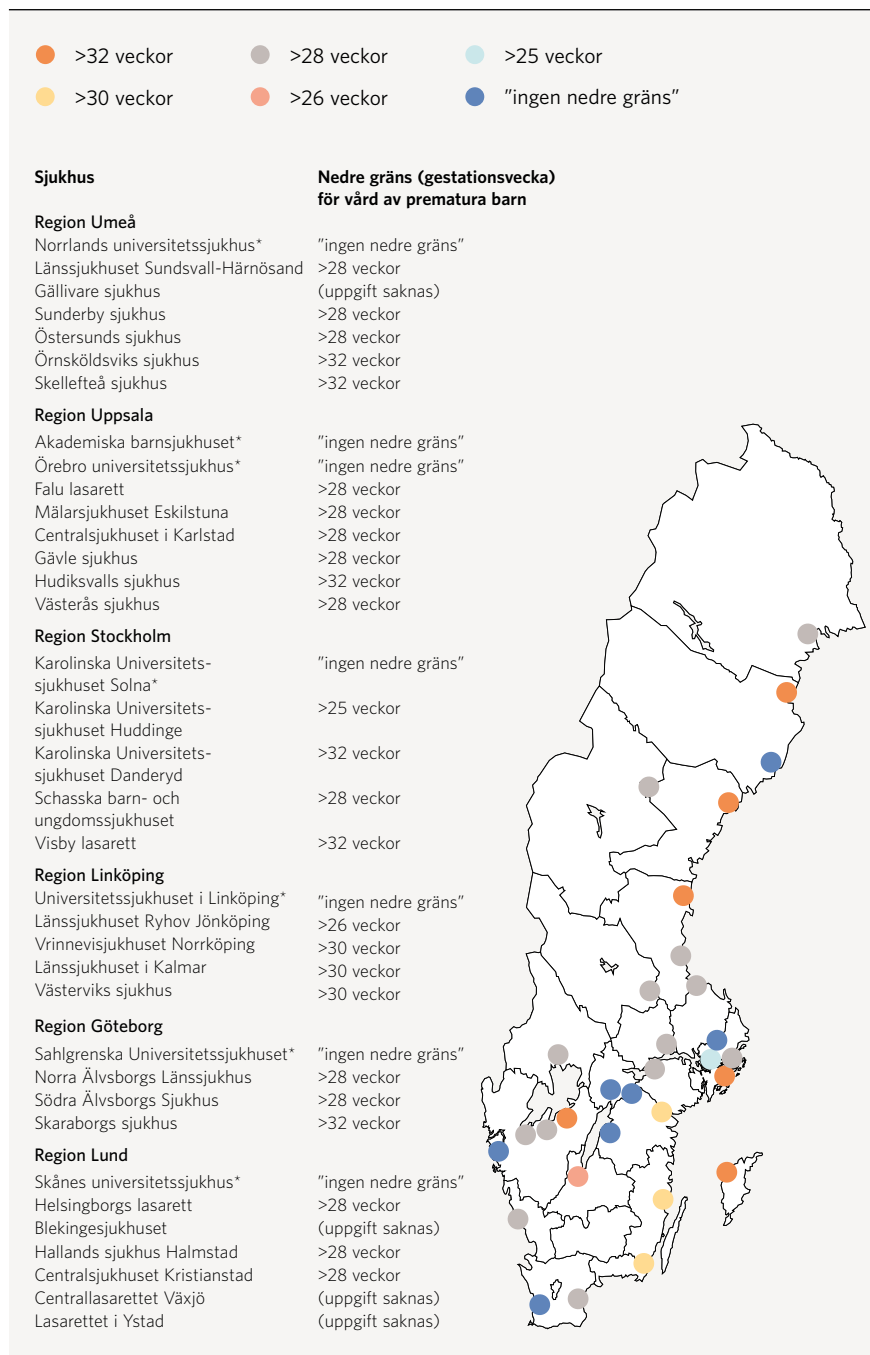 >32 veckor >28 veckor >25 veckor
>30 veckor >26 veckor ”ingen nedre gräns”
Sjukhus Nedre gräns (gestationsvecka)
för vård av prematura barn
Region Umeå
Norrlands universitetssjukhus* ”ingen nedre gräns”
Länssjukhuset Sundsvall-Härnösand >28 veckor
Gällivare sjukhus (uppgift saknas)
Sunderby sjukhus >28 veckor
Östersunds sjukhus >28 veckor
Örnsköldsviks sjukhus >32 veckor
Skellefteå sjukhus >32 veckor
Region Uppsala
Akademiska barnsjukhuset* ”ingen nedre gräns”
Örebro universitetssjukhus* ”ingen nedre gräns”
Falu lasarett >28 veckor
Mälarsjukhuset Eskilstuna >28 veckor
Centralsjukhuset i Karlstad >28 veckor
Gävle sjukhus >28 veckor
Hudiksvalls sjukhus >32 veckor
Västerås sjukhus >28 veckor
Region Stockholm
Karolinska Universitets- ”ingen nedre gräns”
sjukhuset Solna*
Karolinska Universitets- >25 veckor
sjukhuset Huddinge
Karolinska Universitets- >32 veckor
sjukhuset Danderyd
Schasska barn- och >28 veckor
ungdomssjukhuset
Visby lasarett >32 veckor
Region Linköping
Universitetssjukhuset i Linköping* ”ingen nedre gräns”
Länssjukhuset Ryhov Jönköping >26 veckor
Vrinnevisjukhuset Norrköping >30 veckor
Länssjukhuset i Kalmar >30 veckor
Västerviks sjukhus >30 veckor
Region Göteborg
Sahlgrenska Universitetssjukhuset* ”ingen nedre gräns”
Norra Älvsborgs Länssjukhus >28 veckor
Södra Älvsborgs Sjukhus >28 veckor
Skaraborgs sjukhus >32 veckor
Region Lund
Skånes universitetssjukhus* ”ingen nedre gräns”
Helsingborgs lasarett >28 veckor
Blekingesjukhuset (uppgift saknas)
Hallands sjukhus Halmstad >28 veckor
Centralsjukhuset Kristianstad >28 veckor
Centrallasarettet Växjö (uppgift saknas)
Lasarettet i Ystad (uppgift saknas)